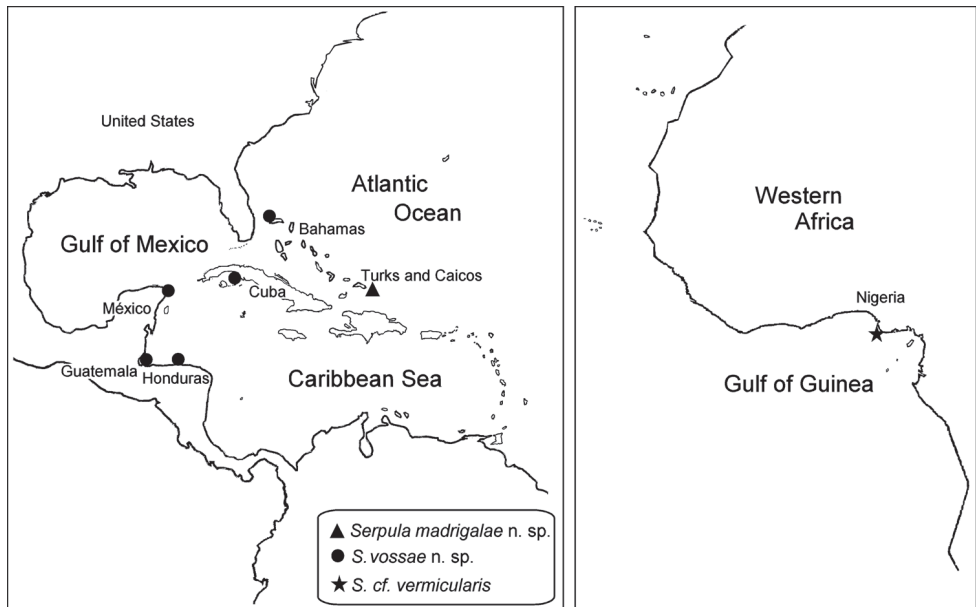 United States
Atlantic
Ocean
Gulf of Mexico
Bahamas
Turks and Caicos
Cuba
México
Guatemala
Honduras
Caribbean Sea
Serpula madrigalae n. sp.
S. vossae n. sp.
S. cf. vermicularis
Western
Africa
Nigeria
Gulf of Guinea